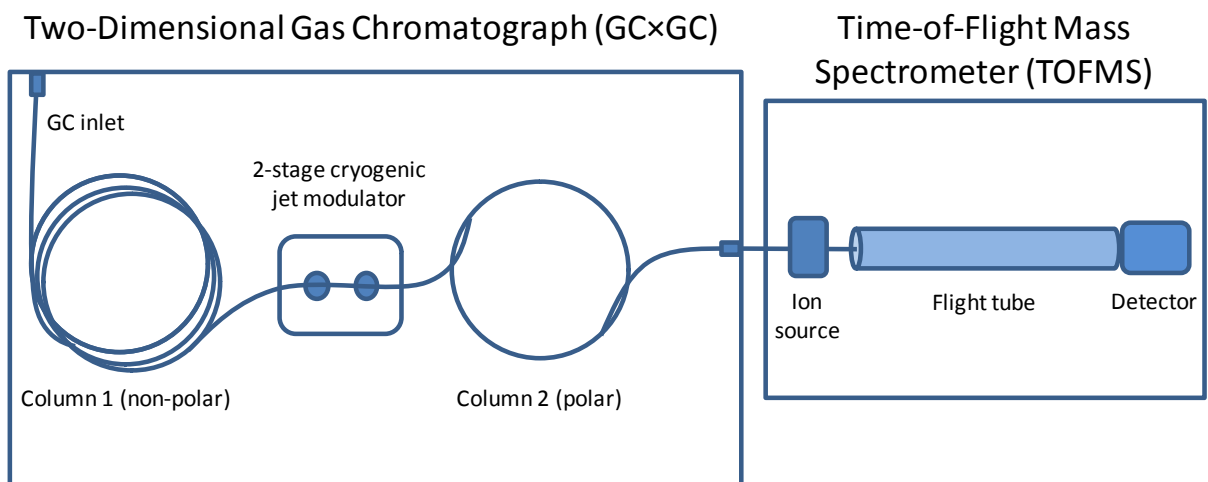 Two-Dimensional Gas Chromatograph (GC×GC)
Time-of-Flight Mass
Spectrometer (TOFMS)
GC inlet
2-stage cryogenic
jet modulator
Ion
source
Flight tube
Detector
Column 1 (non-polar)
Column 2 (polar)